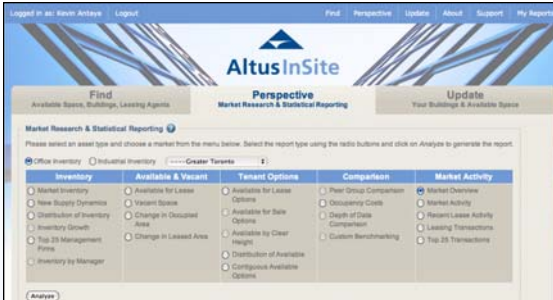 Logged in as: Kevin Antaya Logout Find Perspective Update About Support My Reports
AltusInSite
Find Perspective Update
Available Space, Buildings, Leasing Agents Market Research & Statistical Reporting Your Buildings & Available Space
Market Research & Statistical Reporting
Please select an asset type and choose a market from the menu below. Select the report type using the radio buttons and click on Analyze to generate the report.
Office Inventory Industrial Inventory ----Greater Toronto
Inventory Available & Vacant Tenant Options Comparison Market Activity
Market Inventory
New Supply Dynamics
Distribution of Inventory
Inventory Growth
Top 25 Management
Firms
Inventory by Manager
Available for Lease
Vacant Space
Change in Occupied
Area
Change in Leased Area
Available for Lease
Options
Available for Sale
Options
Available by Clear
Height
Distribution of Available
Contiguous Available
Options
Peer Group Comparison
Occupancy Costs
Depth of Data
Comparison
Custom Benchmarking
Market Overview
Market Activity
Recent Lease Activity
Leasing Transactions
Top 25 Transactions
Analyze